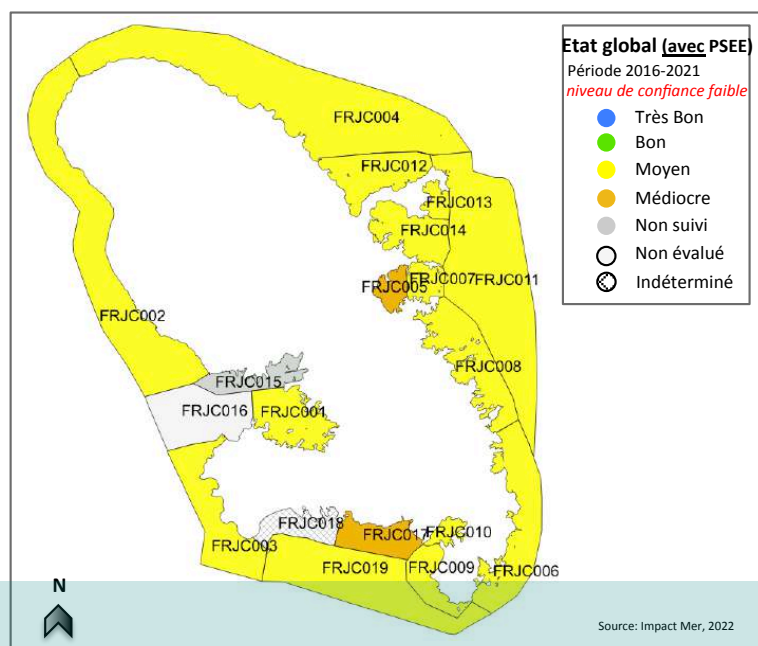 Etat global (avec PSEE)
Période 2016-2021
niveau de confiance faible
Très Bon
Bon
Moyen
Médiocre
Non suivi
Non évalué
Indéterminé
FRJC004
FRJC012
FRJC013
FRJC014
FRJC007
FRJC011
FRJC005
FRJC002
FRJC008
FRJC015
FRJC016
FRJC001
FRJC018
FRJC017
FRJC010
FRJC003
FRJC019
FRJC009
FRJC006
N
Source: Impact Mer, 2022